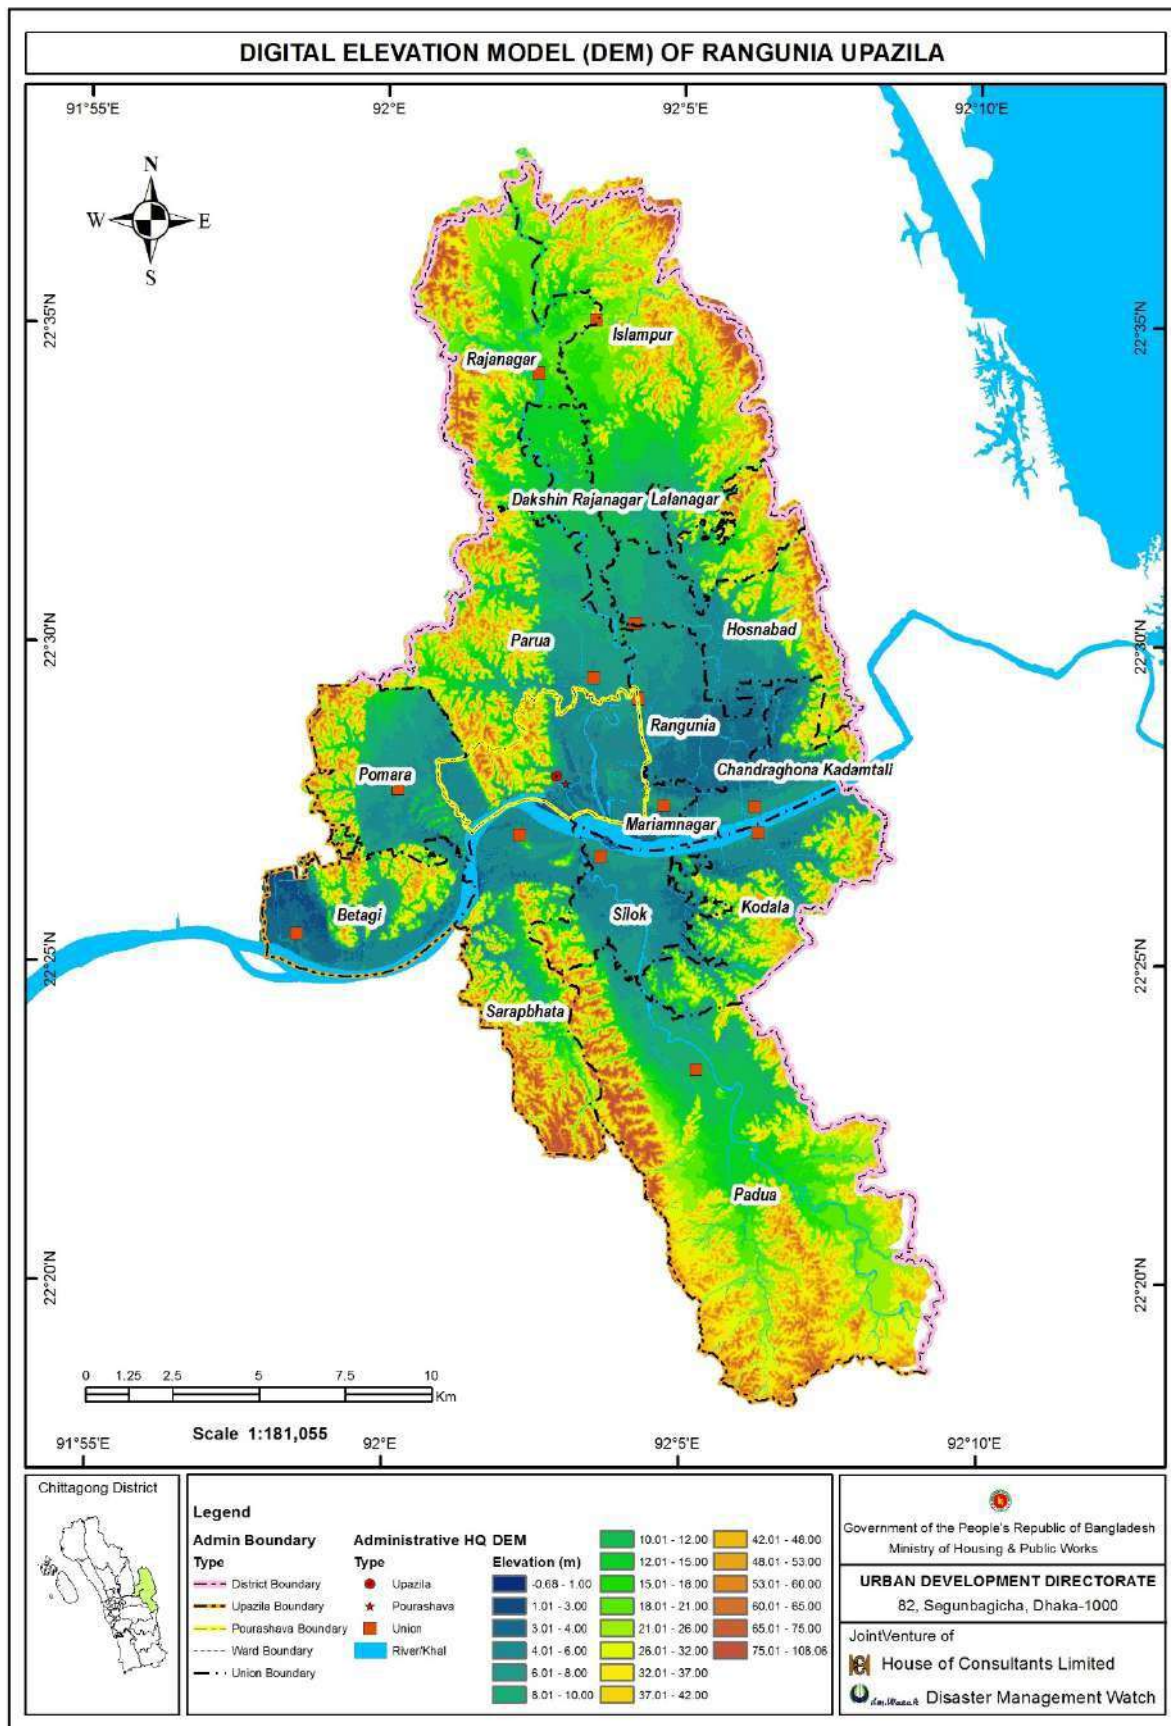 DIGITAL ELEVATION MODEL (DEM) OF RANGUNIA UPAZILA
91°55'E 92°E 92°5'E 92°10'E
N
W E
S
22°35'N 22°35'N
Islampur
Rajanagar
Dakshin Rajanagar Lalanagar
22°30'N 22°30'N
Hosnabad
Parua
Rangunia
Pomara
Chandraghona Kadamtali
Mariamnagar
Betagi
Silok
Kodala
22°25'N 22°25'N
Sarapbhata
Padua
22°20'N 22°20'N
0 1.25 2.5 5 7.5 10
Km
Scale 1:181,055
91°55'E 92°E 92°5'E 92°10'E
Chittagong District
Legend
Admin Boundary
Type
District Boundary
Upazila Boundary
Pourashava Boundary
Ward Boundary
Union Boundary
Administrative HQ
Type
Upazila
Pourashava
Union
River/Khal
DEM
Elevation (m)
-0.68 - 1.00
1.01 - 3.00
3.01 - 4.00
4.01 - 6.00
6.01 - 8.00
8.01 - 10.00
10.01 - 12.00
12.01 - 15.00
15.01 - 18.00
18.01 - 21.00
21.01 - 26.00
26.01 - 32.00
32.01 - 37.00
37.01 - 42.00
42.01 - 48.00
48.01 - 53.00
53.01 - 60.00
60.01 - 65.00
65.01 - 75.00
75.01 - 108.06
Government of the People's Republic of Bangladesh
Ministry of Housing & Public Works
URBAN DEVELOPMENT DIRECTORATE
82, Segunbagicha, Dhaka-1000
JointVenture of
House of Consultants Limited
Disaster Management Watch